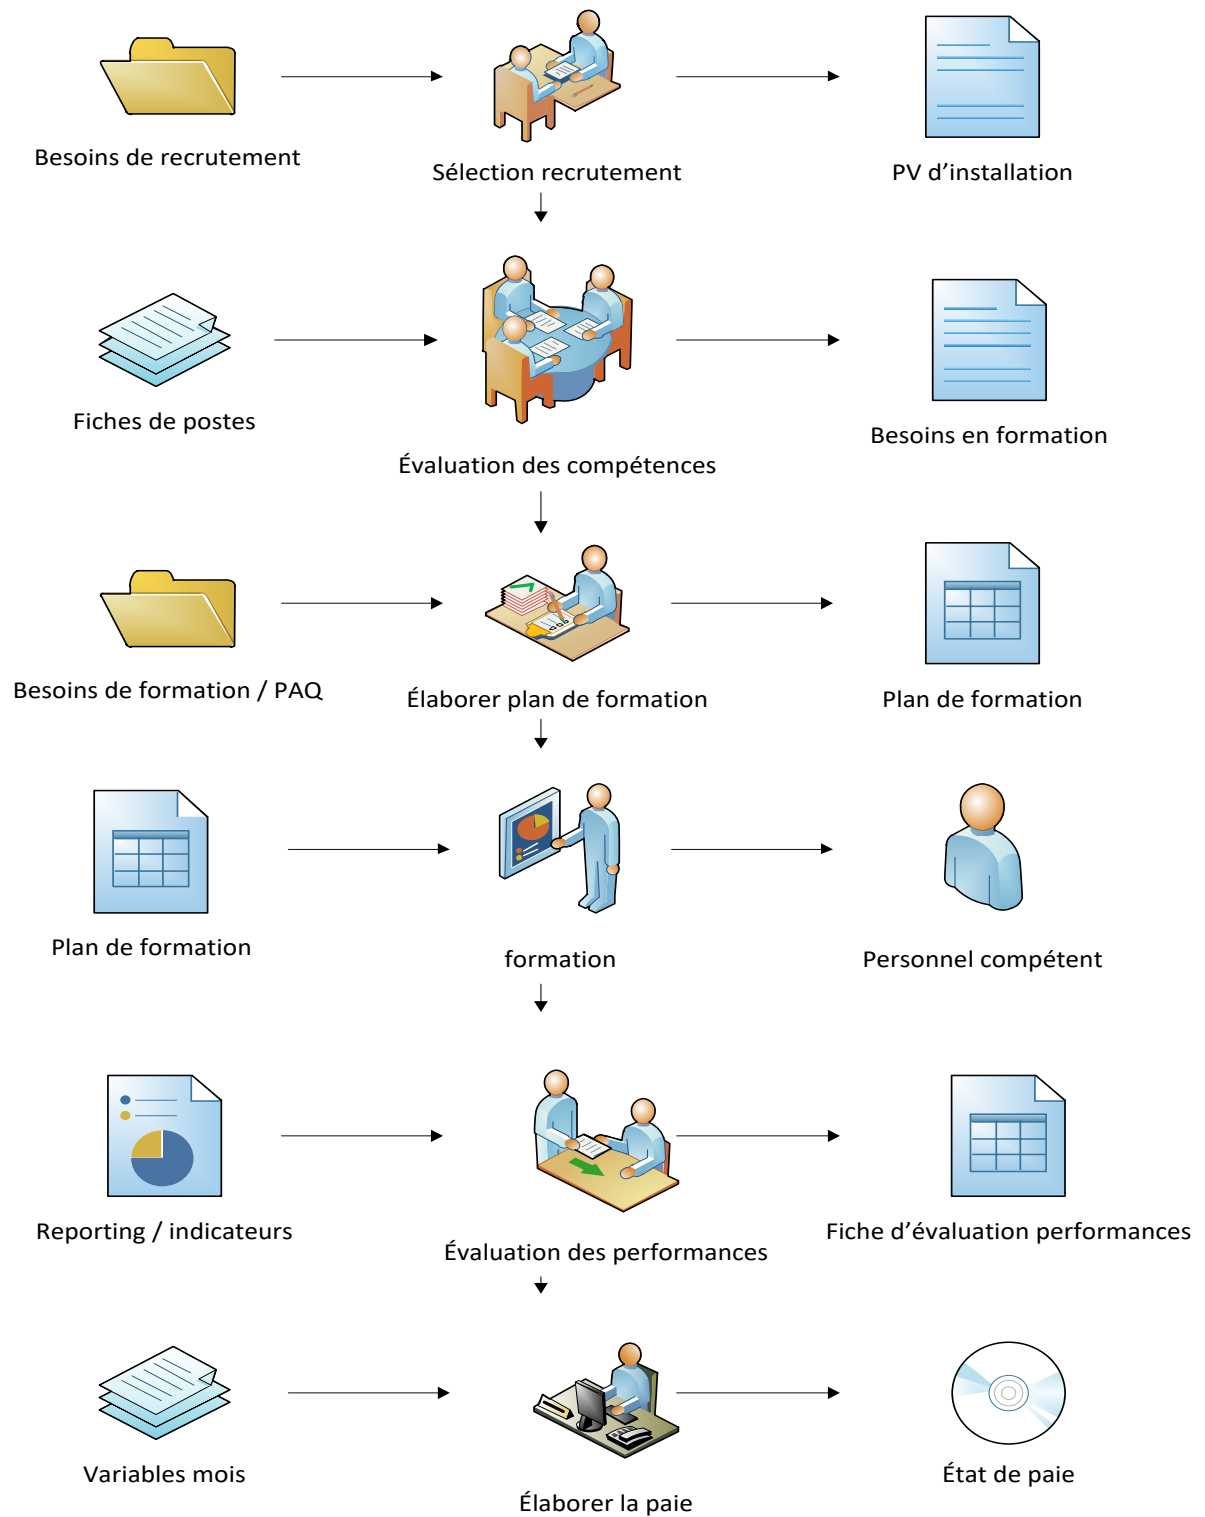 Besoins de recrutement
Sélection recrutement
PV d’installation
Fiches de postes
Évaluation des compétences
Besoins en formation
Besoins de formation / PAQ
Élaborer plan de formation
Plan de formation
Plan de formation
formation
Personnel compétent
Reporting / indicateurs
Évaluation des performances
Fiche d’évaluation performances
Variables mois
Élaborer la paie
État de paie